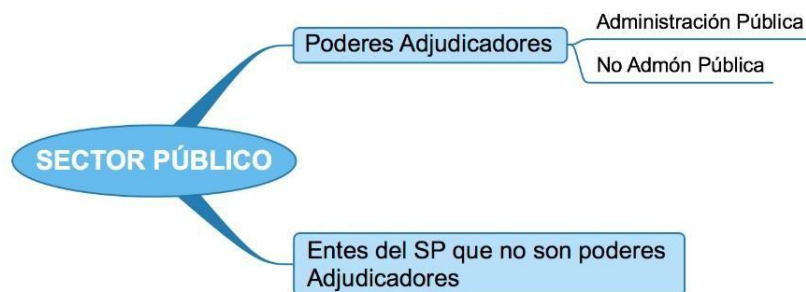 Administración Pública
Poderes Adjudicadores
No Admón Pública
SECTOR PÚBLICO
Entes del SP que no son poderes
Adjudicadores